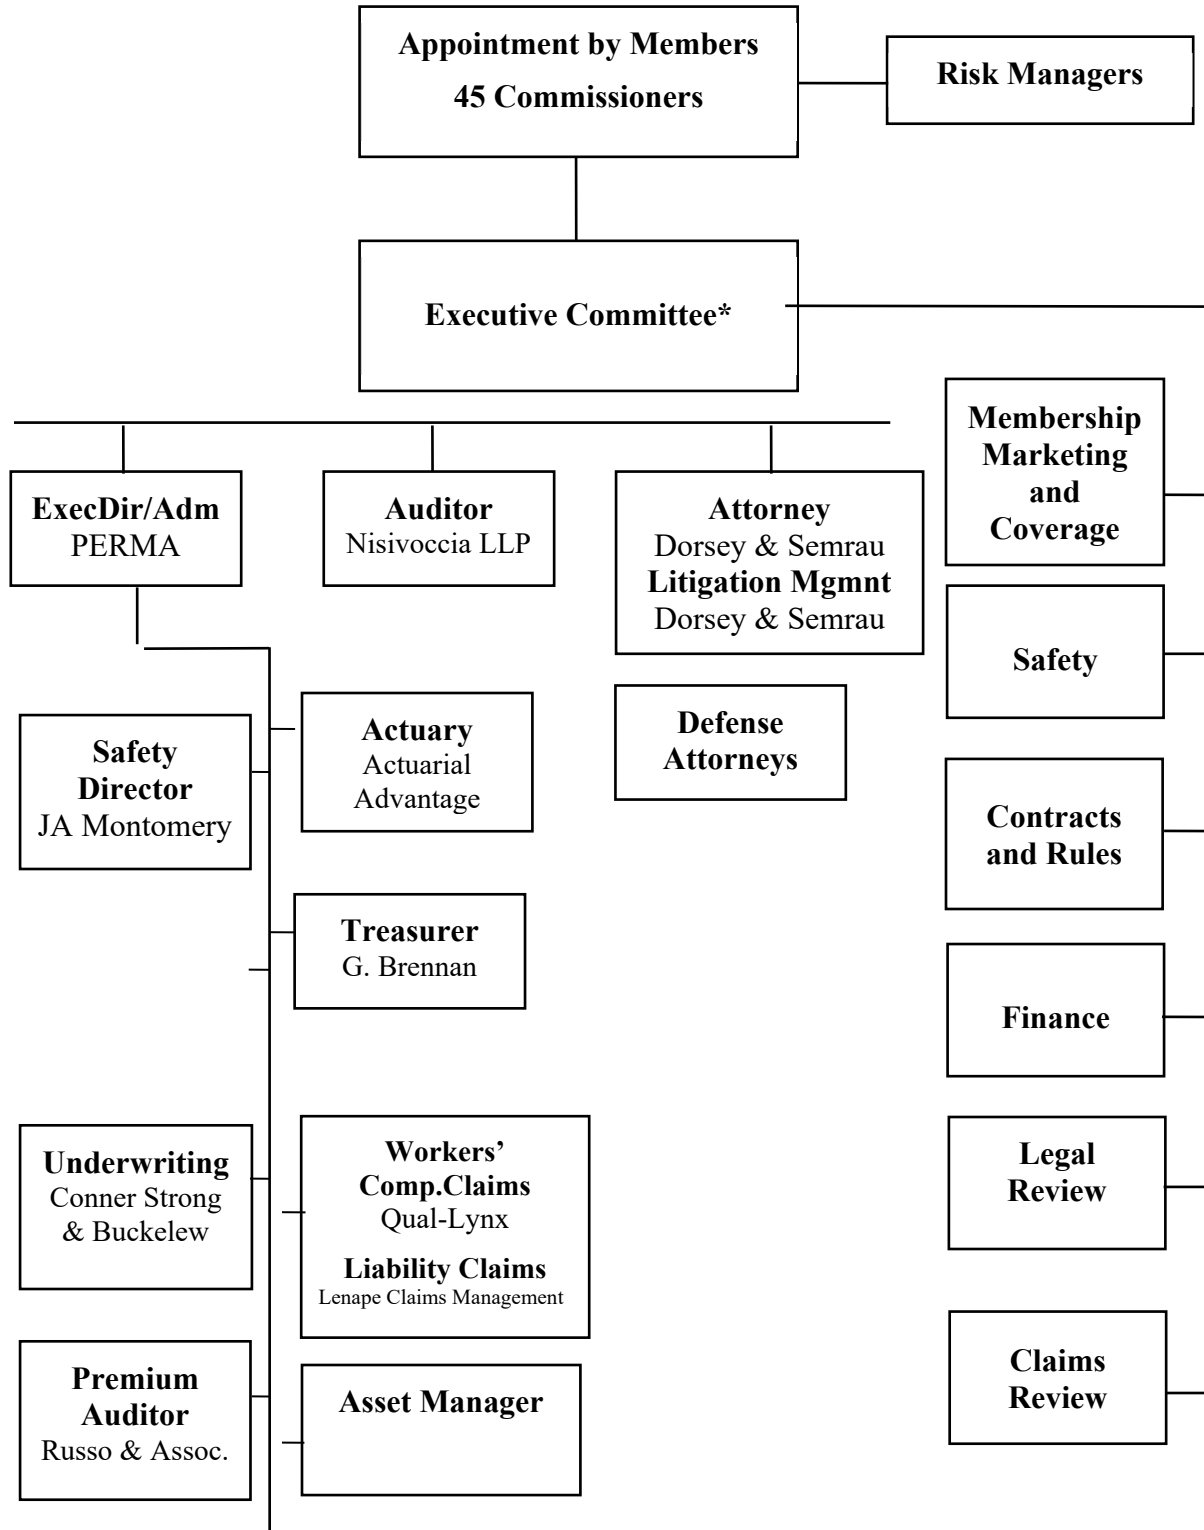 Appointment by Members
45 Commissioners
Risk Managers
Executive Committee*
Membership
Marketing
and
Coverage
ExecDir/Adm
PERMA
Auditor
Nisivoccia LLP
Attorney
Dorsey & Semrau
Litigation Mgmnt
Dorsey & Semrau
Safety
Safety
Director
JA Montomery
Actuary
Actuarial
Advantage
Defense
Attorneys
Contracts
and Rules
Treasurer
G. Brennan
Finance
Underwriting
Conner Strong
& Buckelew
Workers’
Comp.Claims
Qual-Lynx
Liability Claims
Lenape Claims Management
Legal
Review
Premium
Auditor
Russo & Assoc.
Asset Manager
Claims
Review